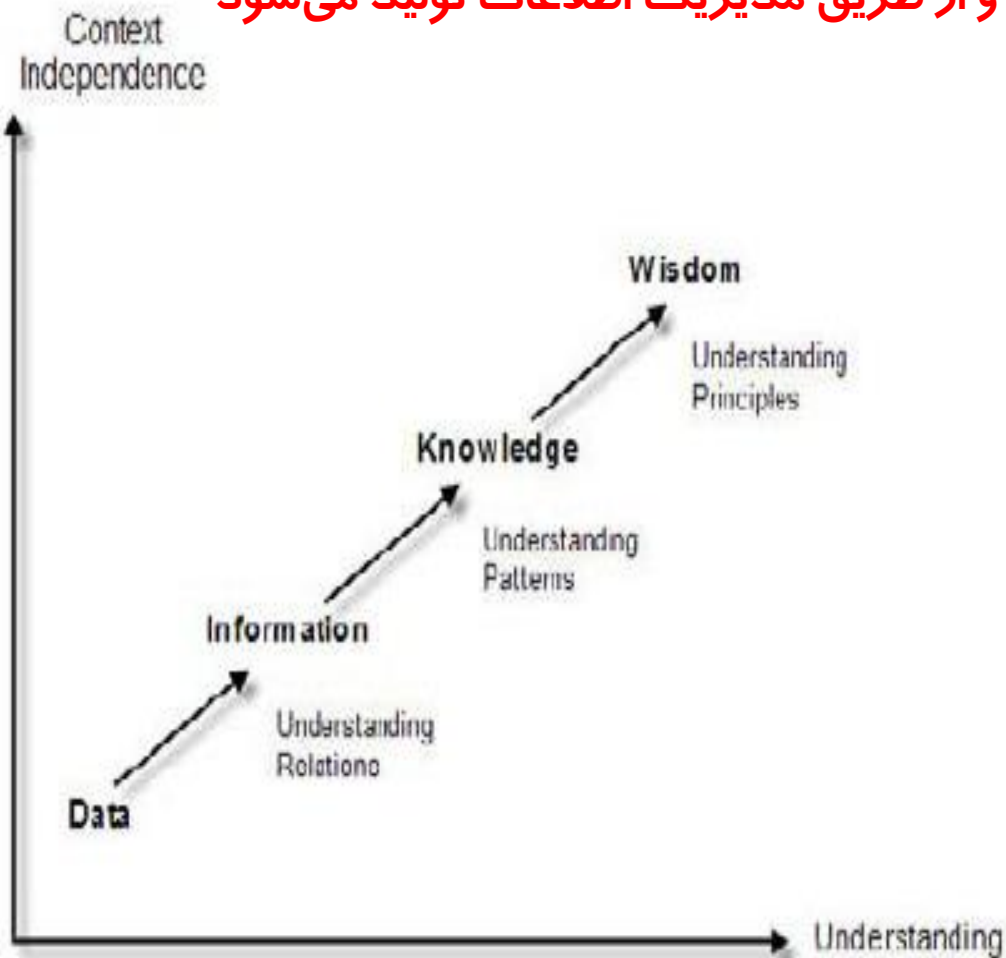 و از طریق مدیریت اطلاعات تولید می‌شود
Context
Independence
Wisdom
Understanding
Principles
Knowledge
Understanding
Patterns
Information
Understanding
Relations
Data
Understanding